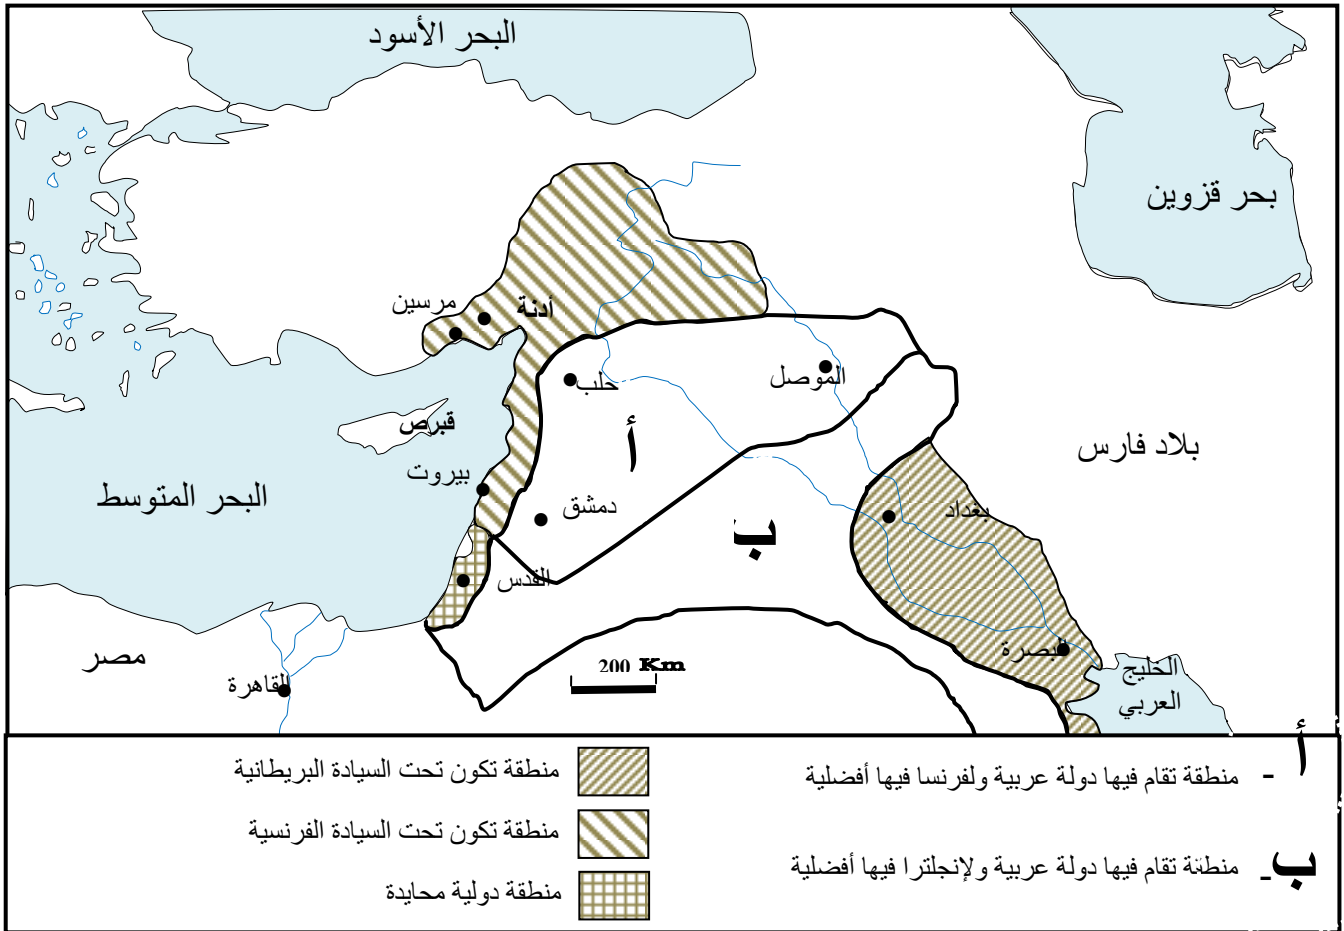 البحر الأسود
بحر قزوين
مرسين
أدنة
حلب
الموصل
قبرص
أ
بلاد فارس
بيروت
البحر المتوسط
دمشق
بغداد
ب
القدس
مصر
القاهرة
200 Km
البصرة
الخليج
العربي
أ - منطقة تقام فيها دولة عربية ولفرنسا فيها أفضلية
ب - منطقة تقام فيها دولة عربية ولإنجلترا فيها أفضلية
منطقة تكون تحت السيادة البريطانية
منطقة تكون تحت السيادة الفرنسية
منطقة دولية محايدة